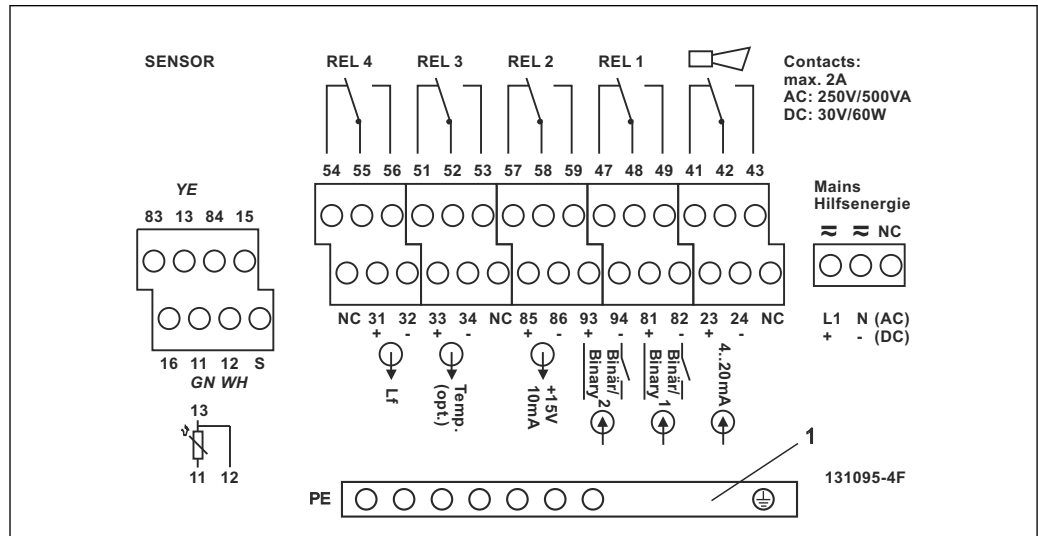 SENSOR
REL 4 REL 3 REL 2 REL 1
Contacts:
max. 2A
AC: 250V/500VA
DC: 30V/60W
54 55 56 51 52 53 57 58 59 47 48 49 41 42 43
YE
83 13 84 15
Mains
Hilfsenergie
≂ ≂ NC
NC 31 32 33 34 NC 85 86 93 94 81 82 23 24 NC
+ - + - + - + - + - + -
L1 N (AC)
+ - (DC)
16 11 12 S
GN WH
Lf
Temp.
(opt.)
+15V
10mA
Binär/
Binary 2
Binär/
Binary 1
4..20mA
13
11 12
1
131095-4F
PE